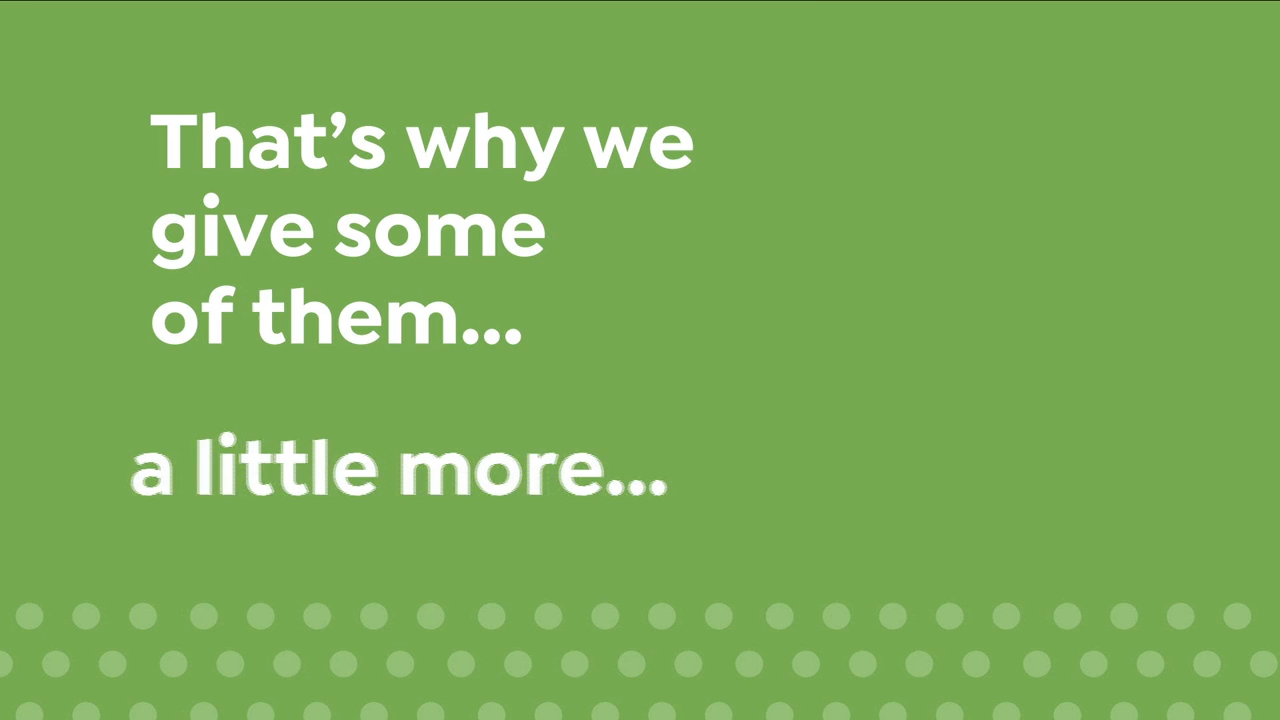 That’s why we
give some
of them...
a little more...